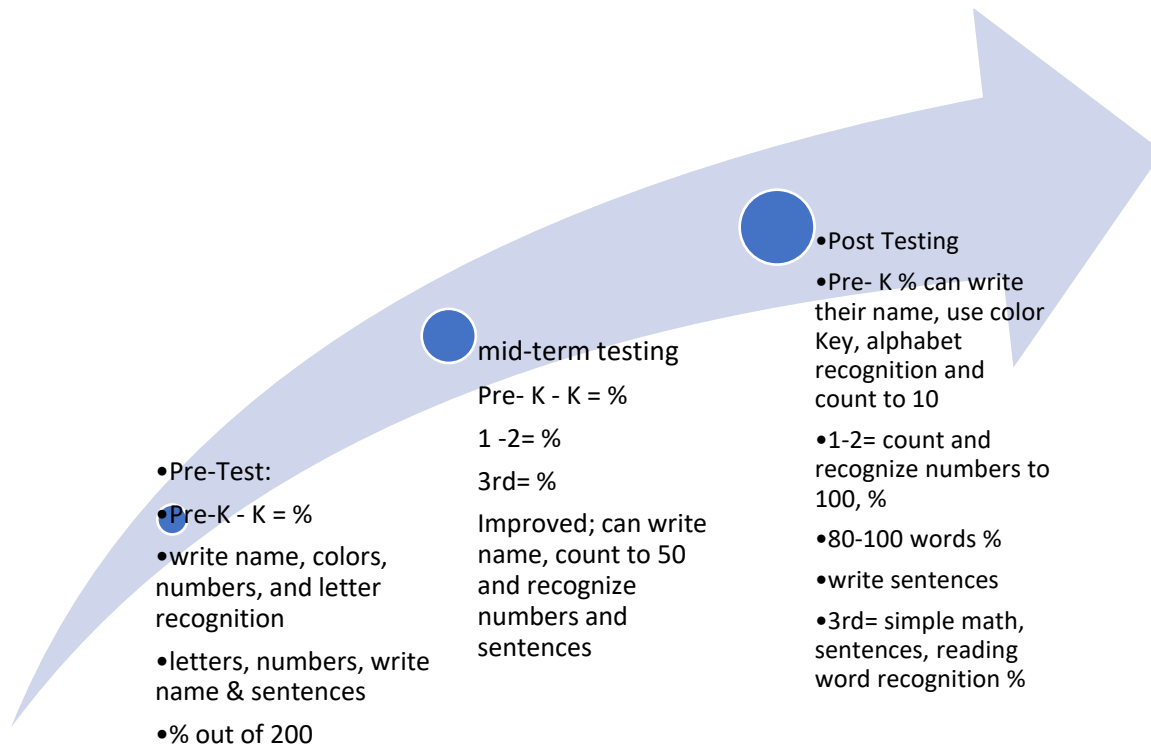 •Pre-Test:
•Pre-K - K = %
•write name, colors,
numbers, and letter
recognition
•letters, numbers, write
name & sentences
•% out of 200
mid-term testing
Pre- K - K = %
1 -2= %
3rd= %
Improved; can write
name, count to 50
and recognize
numbers and
sentences
•Post Testing
•Pre- K % can write
their name, use color
Key, alphabet
recognition and
count to 10
•1-2= count and
recognize numbers to
100, %
•80-100 words %
•write sentences
•3rd= simple math,
sentences, reading
word recognition %